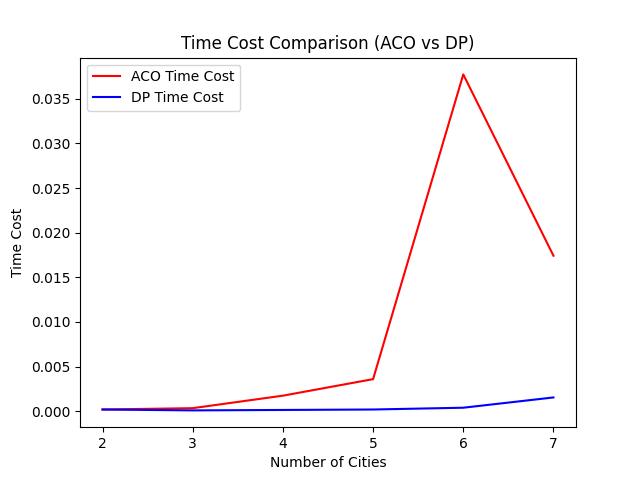 Time Cost Comparison (ACO vs DP)
ACO Time Cost
DP Time Cost
0.035
0.030
0.025
0.020
0.015
0.010
0.005
0.000
Time Cost
2 3 4 5 6 7
Number of Cities